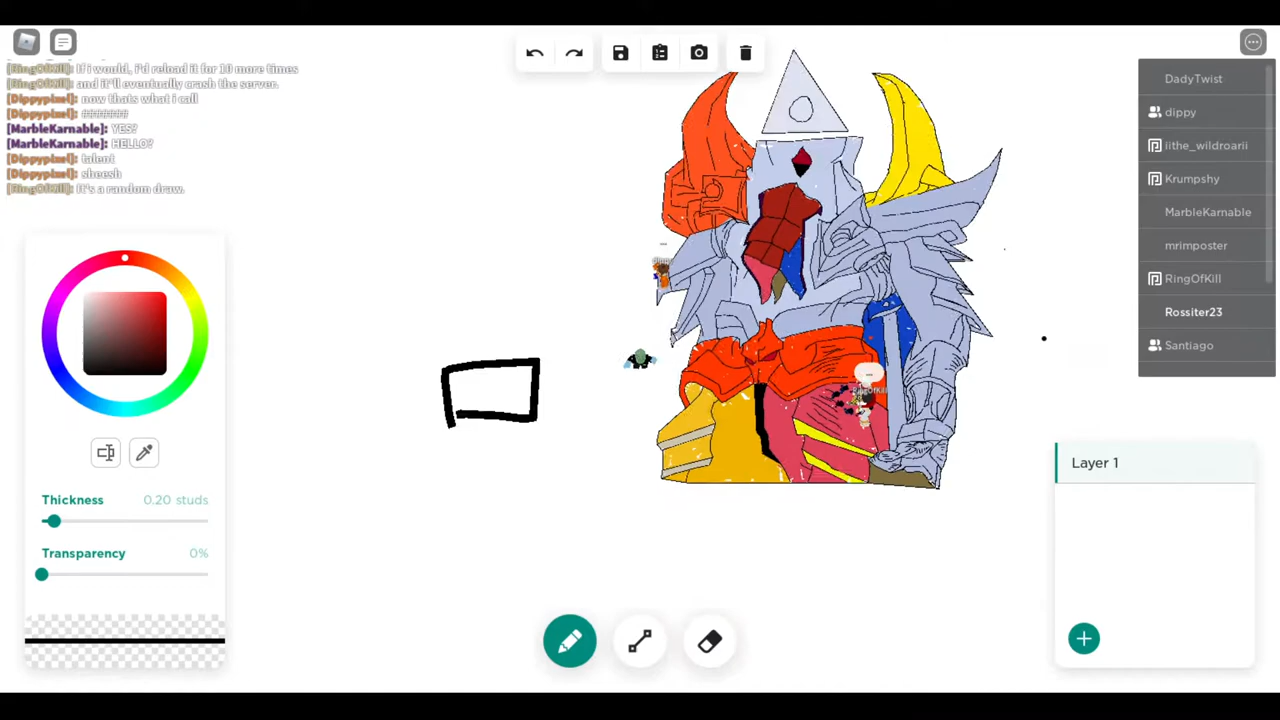 [RingOfKill]: If i would, i'd reload it for 10 more times
[RingOfKill]: and it'll eventually crash the server.
[Dippypixel]: now thats what i call
[Dippypixel]: #######
[MarbleKarnable]: YES?
[MarbleKarnable]: HELLO?
[Dippypixel]: talent
[Dippypixel]: sheesh
[RingOfKill]: It's a random draw.
DadyTwist
dippy
iithe_wildroarii
Krumpshy
MarbleKarnable
mrimposter
RingOfKill
Rossiter23
Santiago
RingOfKill
Thickness 0.20 studs
Transparency 0%
Layer 1